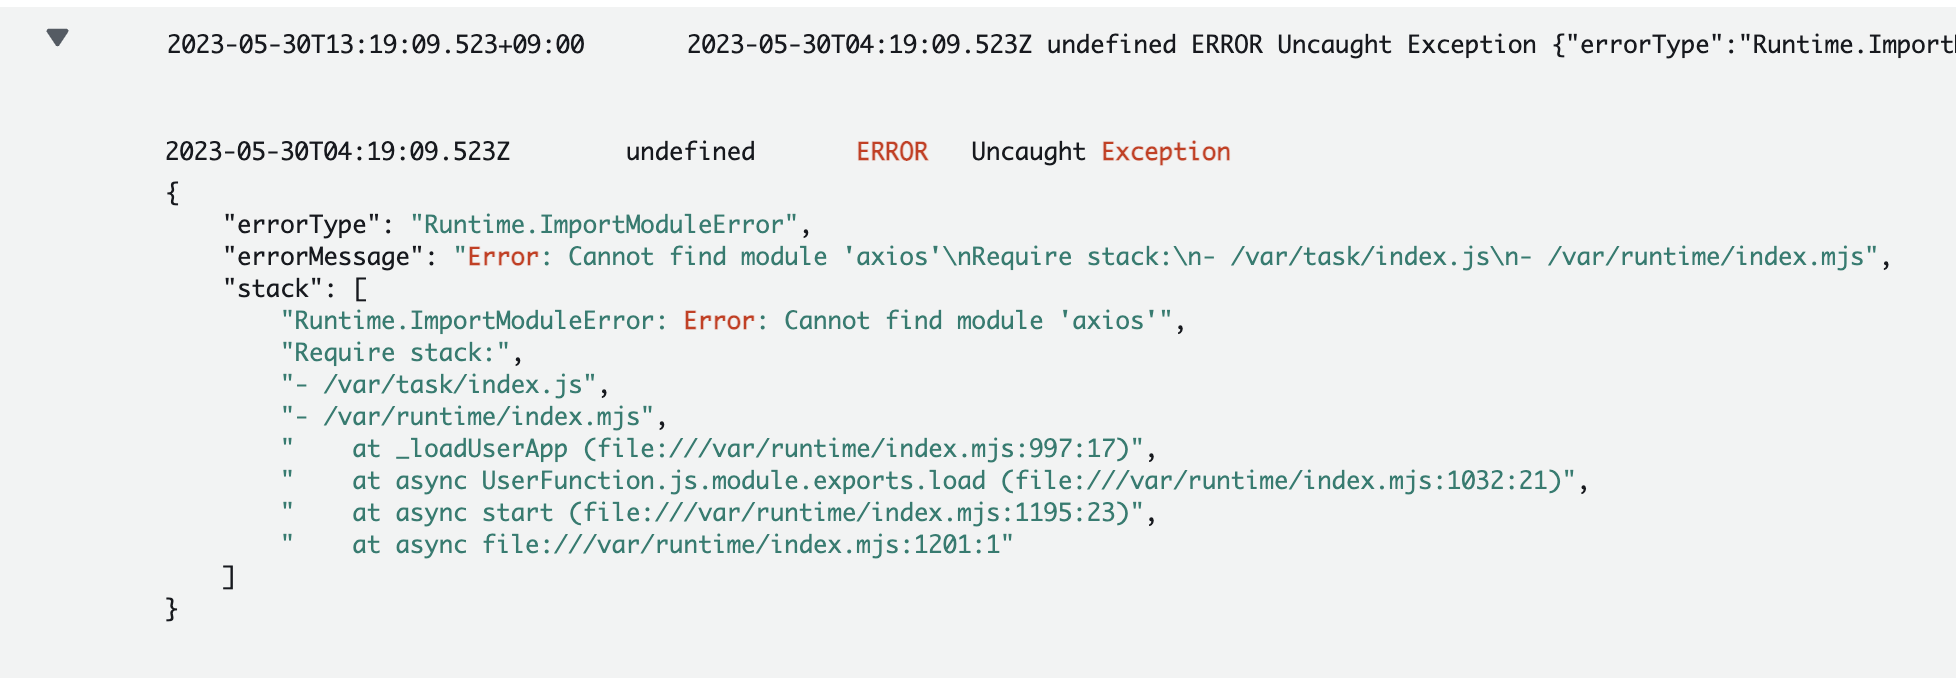 2023-05-30T13:19:09.523+09:00 2023-05-30T04:19:09.523Z undefined ERROR Uncaught Exception {"errorType":"Runtime.Import
2023-05-30T04:19:09.523Z undefined ERROR Uncaught Exception
{
    "errorType": "Runtime.ImportModuleError",
    "errorMessage": "Error: Cannot find module 'axios'\nRequire stack:\n- /var/task/index.js\n- /var/runtime/index.mjs",
    "stack": [
        "Runtime.ImportModuleError: Error: Cannot find module 'axios'",
        "Require stack:",
        "- /var/task/index.js",
        "- /var/runtime/index.mjs",
        "    at _loadUserApp (file:///var/runtime/index.mjs:997:17)",
        "    at async UserFunction.js.module.exports.load (file:///var/runtime/index.mjs:1032:21)",
        "    at async start (file:///var/runtime/index.mjs:1195:23)",
        "    at async file:///var/runtime/index.mjs:1201:1"
    ]
}